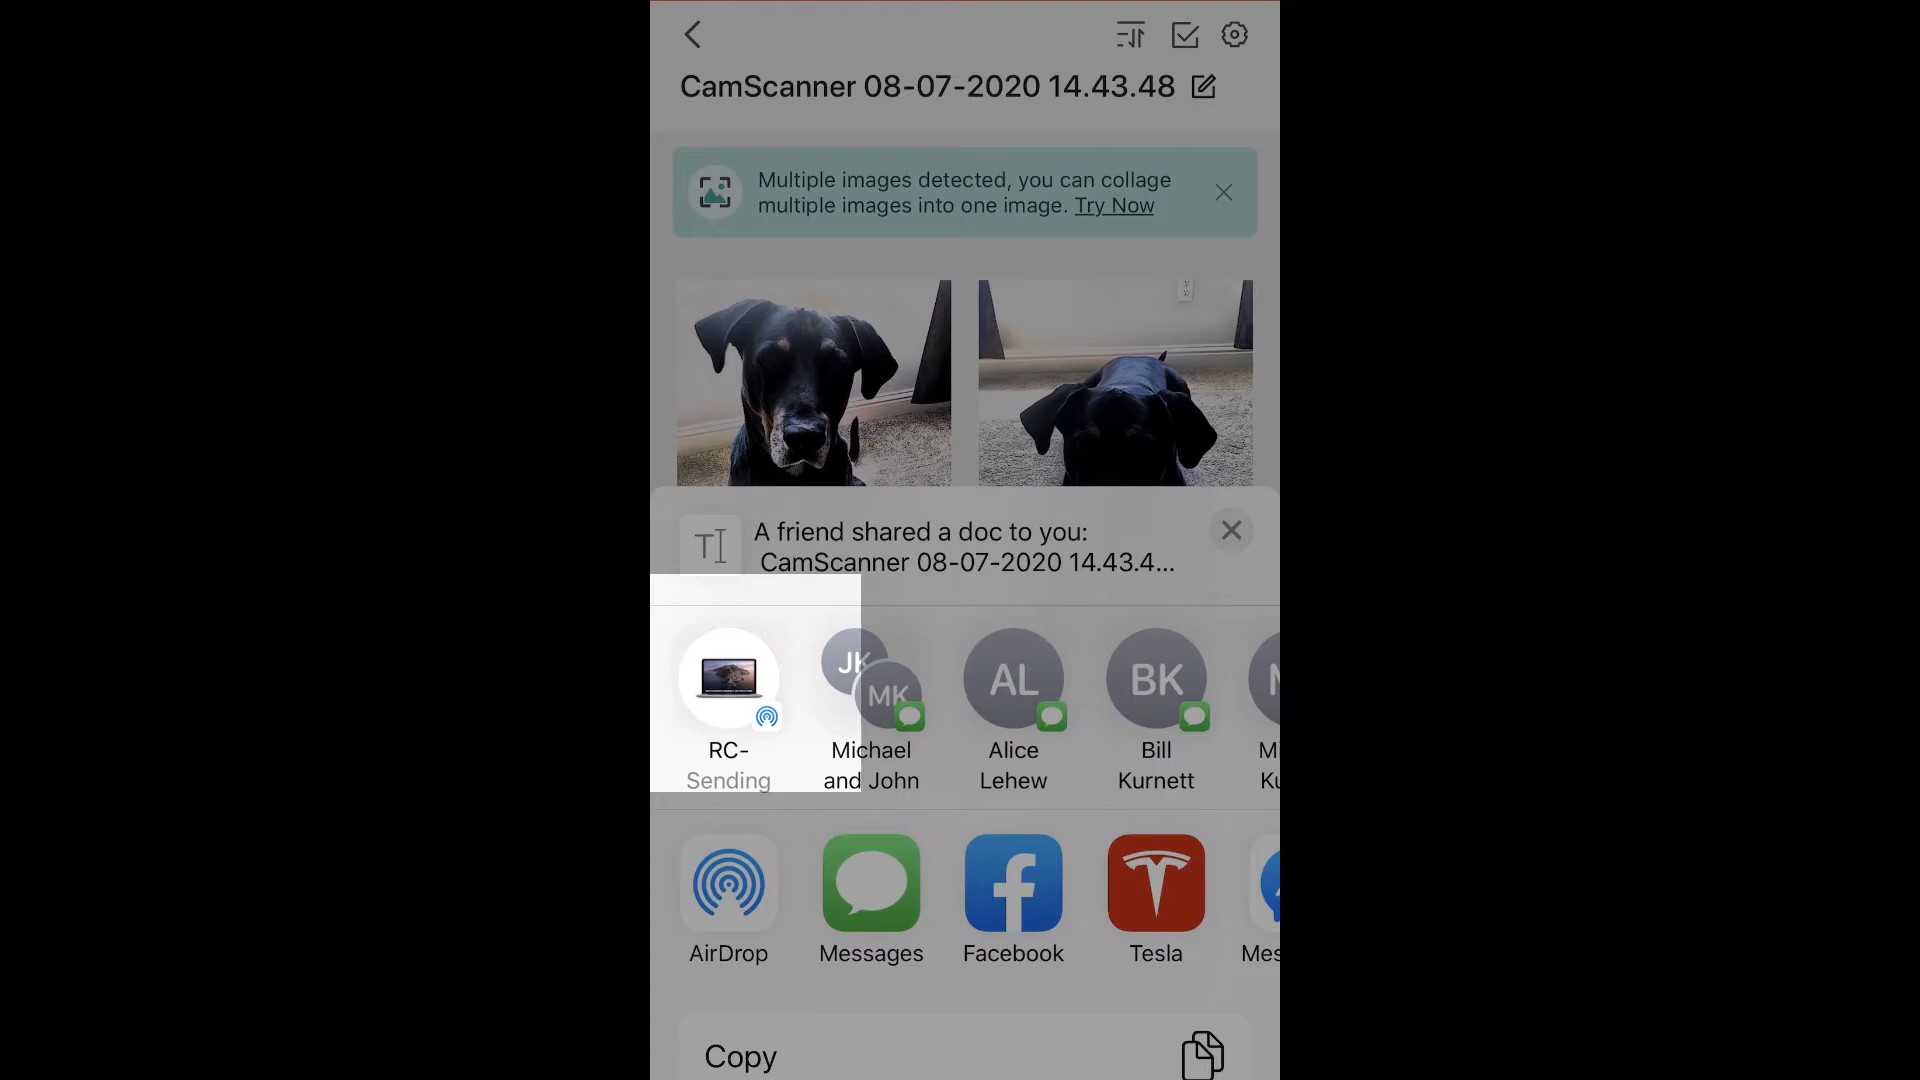 CamScanner 08-07-2020 14.43.48
Multiple images detected, you can collage
multiple images into one image. Try Now
A friend shared a doc to you:
CamScanner 08-07-2020 14.43.4...
JK
MK
AL
BK
RC-
Sending
Michael
and John
Alice
Lehew
Bill
Kurnett
AirDrop
Messages
Facebook
Tesla
Mes
Copy